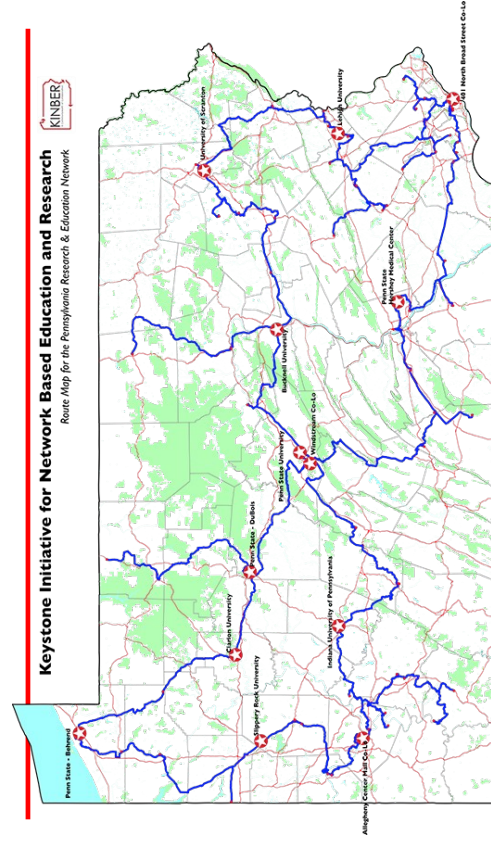 Keystone Initiative for Network Based Education and Research
Route Map for the Pennsylvania Research & Education Network
KINBER
Penn State - Behrend
Clarion University
Slippery Rock University
Allegheny Center Mall Co-Lo
Indiana University of Pennsylvania
Penn State - DuBois
Penn State University
Windstream Co-Lo
Bucknell University
University of Scranton
Lehigh University
Penn State
Hershey Medical Center
401 North Broad Street Co-Lo